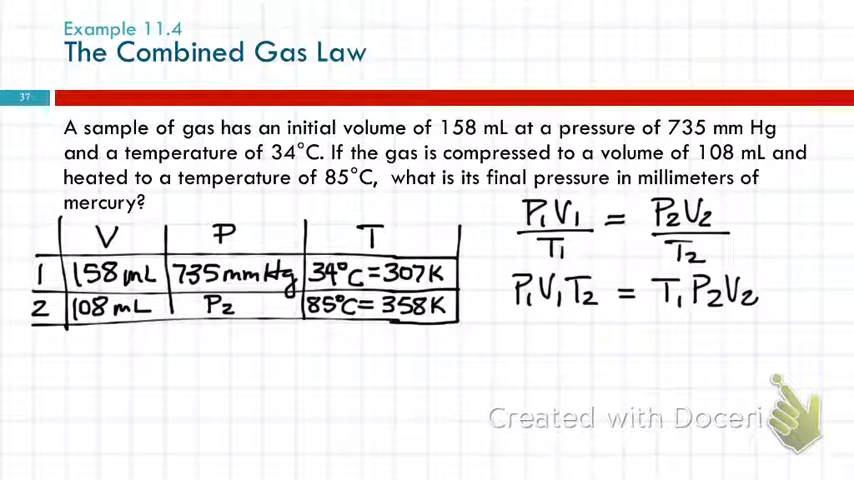 Example 11.4
The Combined Gas Law
37
A sample of gas has an initial volume of 158 mL at a pressure of 735 mm Hg
and a temperature of 34°C. If the gas is compressed to a volume of 108 mL and
heated to a temperature of 85°C, what is its final pressure in millimeters of
mercury?
V P T
1 158 mL 735 mmHg 34°C = 307 K
2 108 mL P₂ 85°C = 358 K
P₁V₁/T₁ = P₂V₂/T₂
P₁V₁T₂ = T₁P₂V₂
Created with Doceri